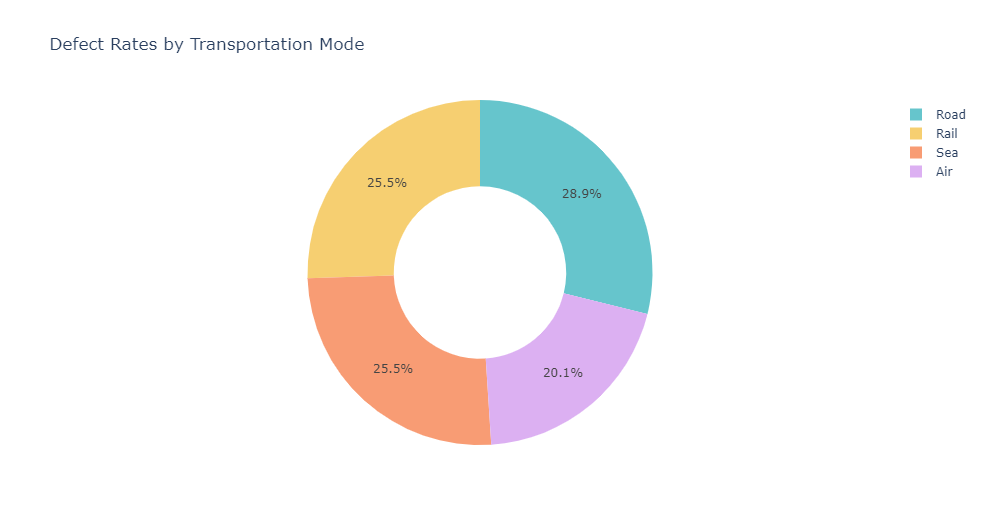 Defect Rates by Transportation Mode
Road
Rail
Sea
Air
25.5%
28.9%
25.5%
20.1%